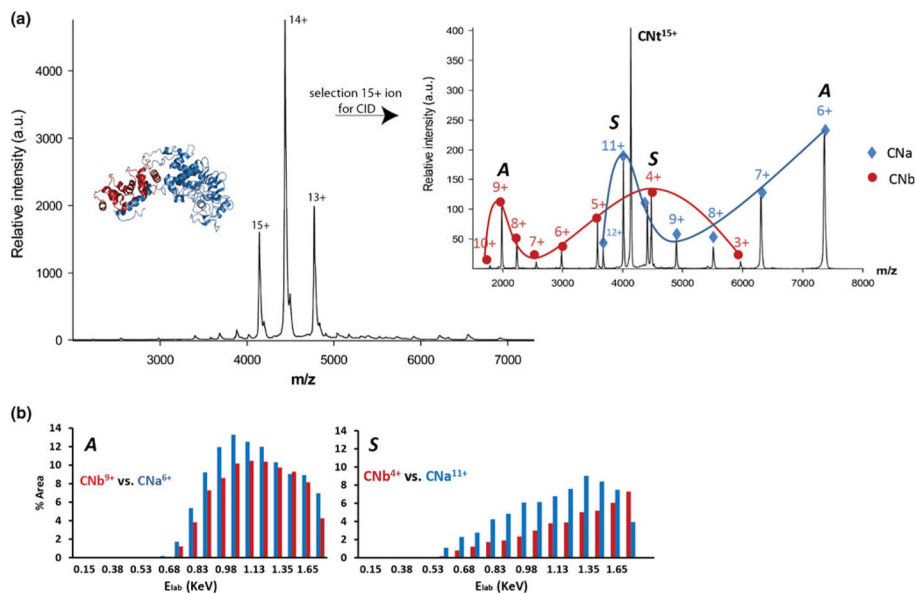 (a)
Relative intensity (a.u.)
4000
3000
2000
1000
0
14+
15+
13+
3000
4000
5000
6000
7000
m/z
selection 15+ ion
for CID
Relative intensity (a.u.)
400
350
300
250
200
150
100
50
CNt15+
A
S
S
A
10+
9+
8+
7+
6+
5+
12+
11+
4+
9+
8+
3+
7+
6+
2000
3000
4000
5000
6000
7000
8000
m/z
CNa
CNb
(b)
% Area
14
12
10
8
6
4
2
0
A
CNb9+ vs. CNa6+
0.15 0.38 0.53 0.68 0.83 0.98 1.13 1.35 1.65
Elab (KeV)
14
12
10
8
6
4
2
0
S
CNb4+ vs. CNa11+
0.15 0.38 0.53 0.68 0.83 0.98 1.13 1.35 1.65
Elab (KeV)